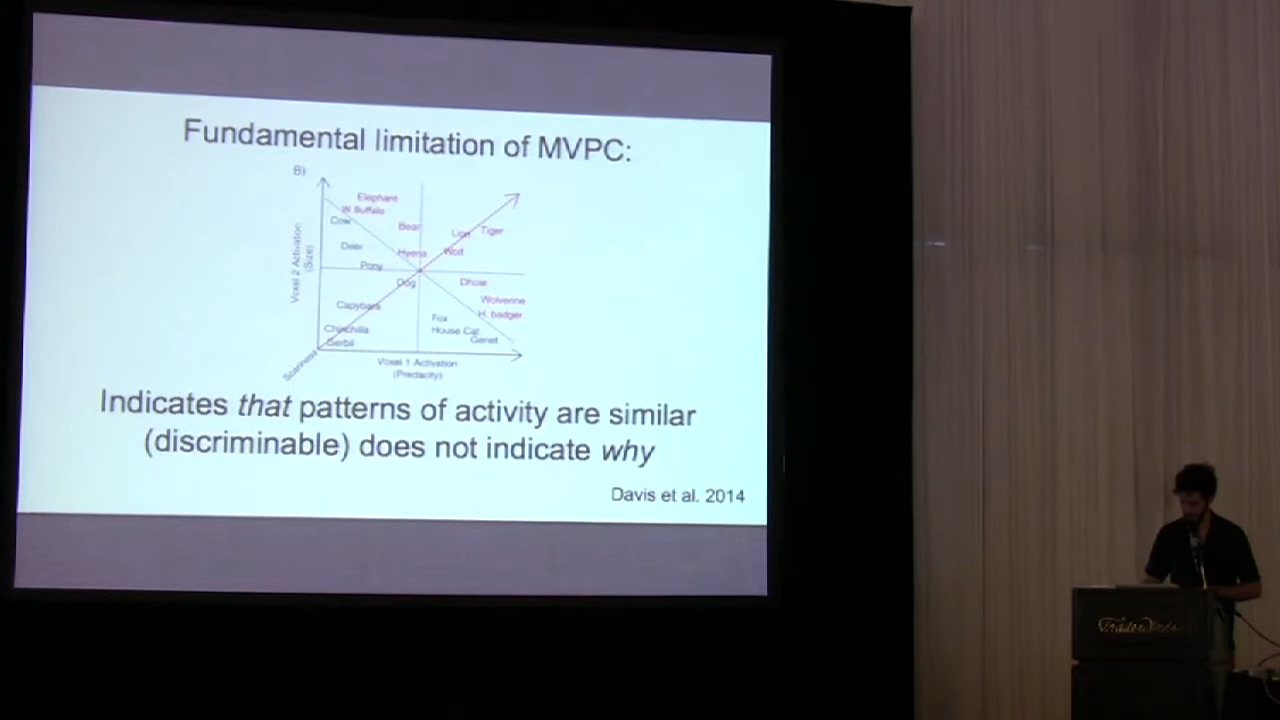 Fundamental limitation of MVPC:
B)
Elephant
W. Buffalo
Cow
Bear
Lion
Tiger
Deer
Hyena
Wolf
Pony
Dog
Dhole
Wolverine
H. badger
Capybara
Fox
House Cat
Genet
Chinchilla
Gerbil
Voxel 2 Activation
(Size)
Scariness
Voxel 1 Activation
(Predacity)
Indicates that patterns of activity are similar
(discriminable) does not indicate why
Davis et al. 2014
TradeWinds